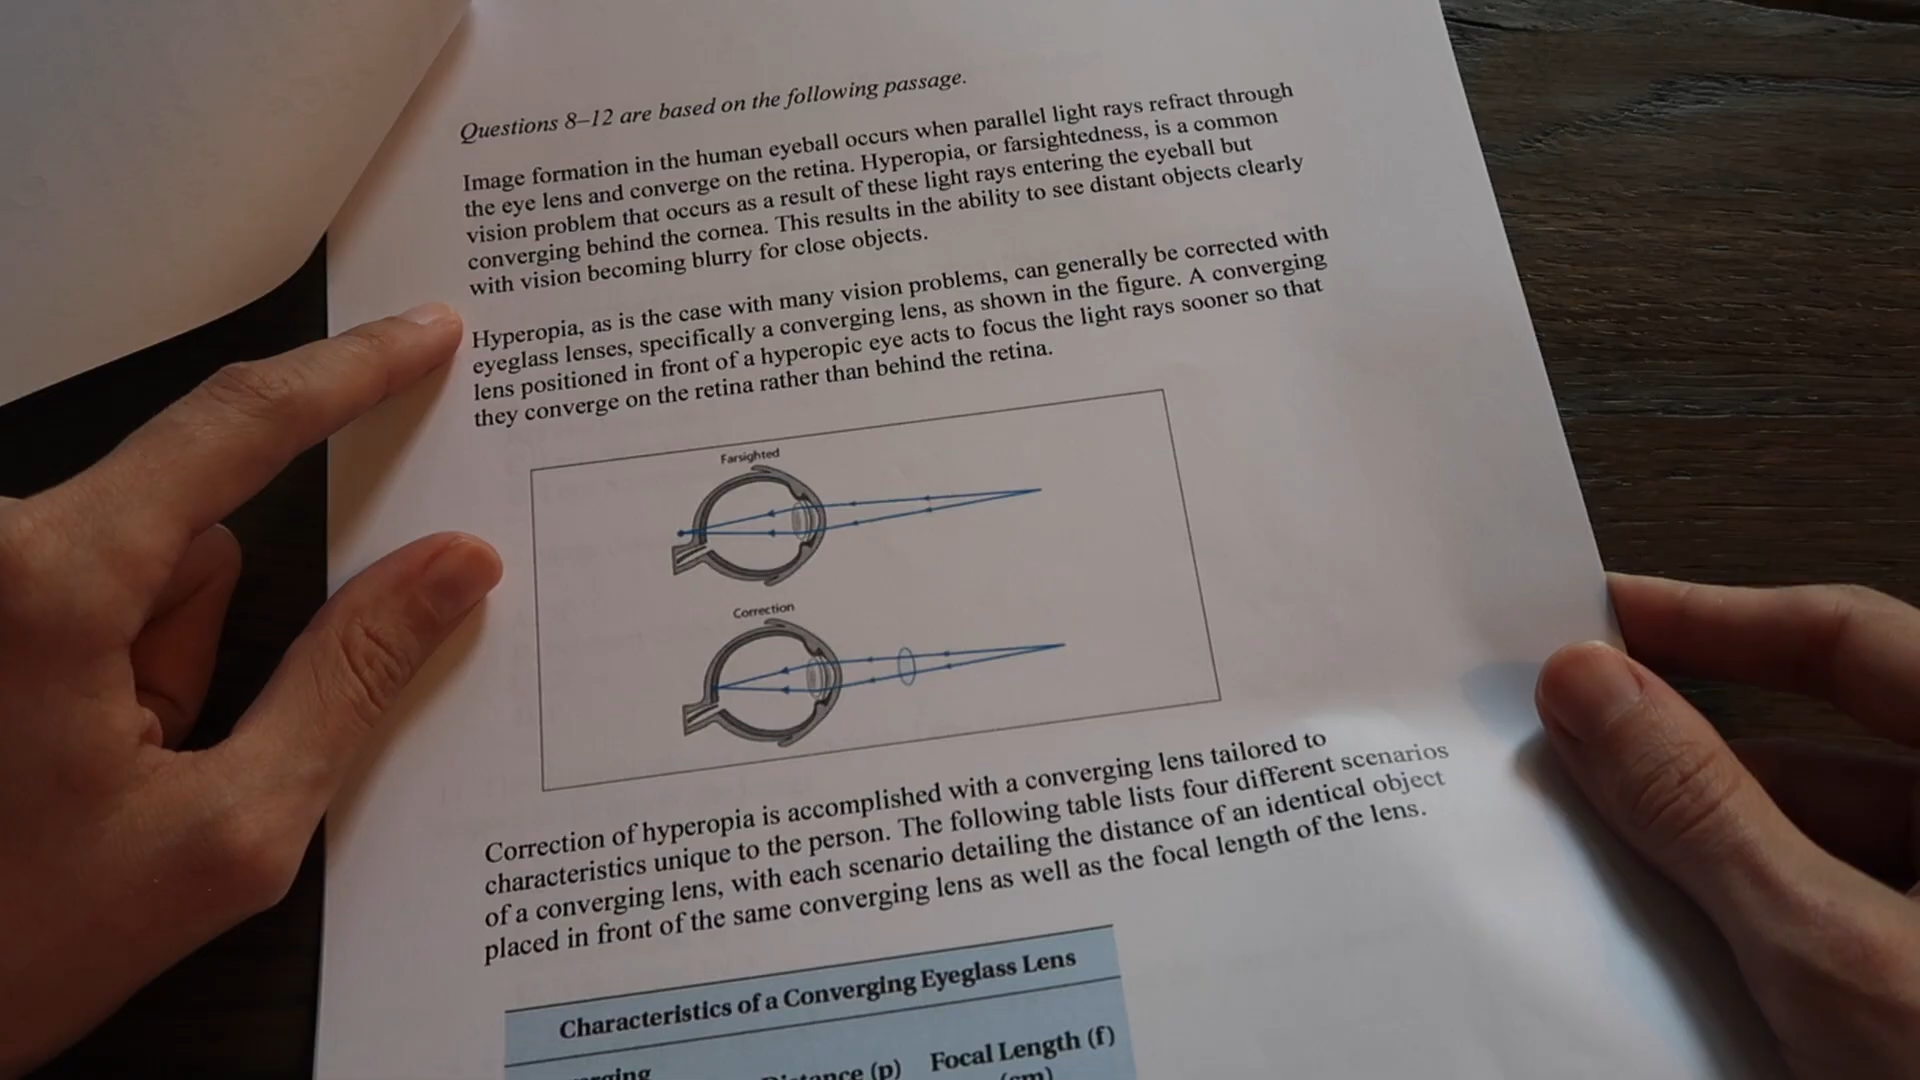 Questions 8–12 are based on the following passage.
Image formation in the human eyeball occurs when parallel light rays refract through
the eye lens and converge on the retina. Hyperopia, or farsightedness, is a common
vision problem that occurs as a result of these light rays entering the eyeball but
converging behind the cornea. This results in the ability to see distant objects clearly
with vision becoming blurry for close objects.
Hyperopia, as is the case with many vision problems, can generally be corrected with
eyeglass lenses, specifically a converging lens, as shown in the figure. A converging
lens positioned in front of a hyperopic eye acts to focus the light rays sooner so that
they converge on the retina rather than behind the retina.
Farsighted
Correction
Correction of hyperopia is accomplished with a converging lens tailored to
characteristics unique to the person. The following table lists four different scenarios
of a converging lens, with each scenario detailing the distance of an identical object
placed in front of the same converging lens as well as the focal length of the lens.
Characteristics of a Converging Eyeglass Lens
Distance (p) Focal Length (f)
(cm)